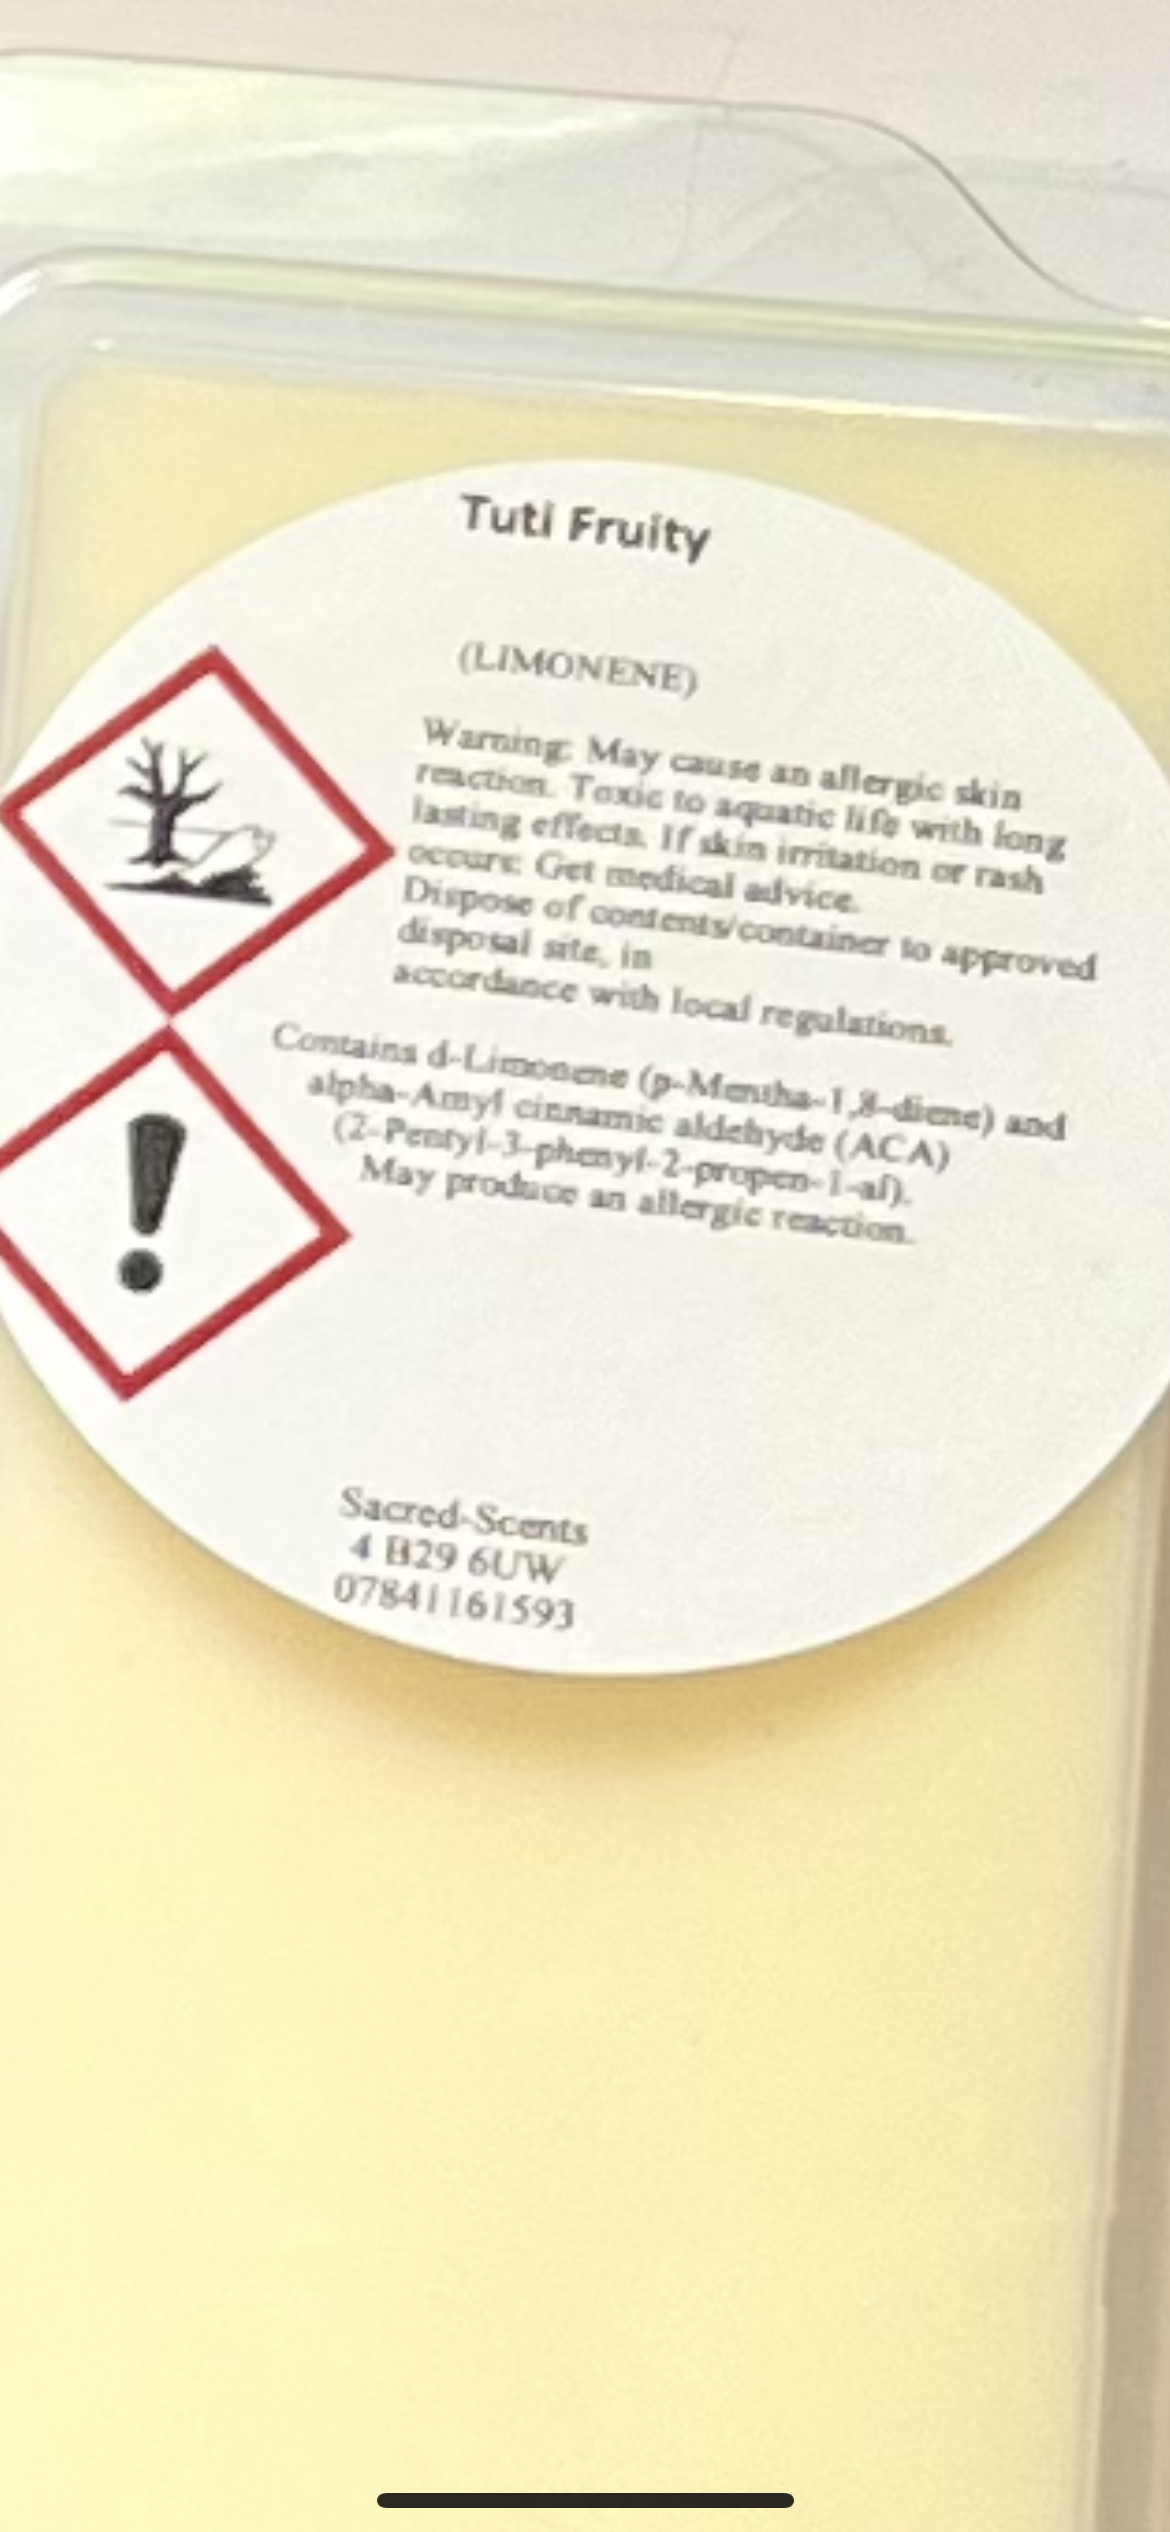 Tuti Fruity
(LIMONENE)
Warning: May cause an allergic skin
reaction. Toxic to aquatic life with long
lasting effects. If skin irritation or rash
occurs: Get medical advice.
Dispose of contents/container to approved
disposal site, in
accordance with local regulations.
Contains d-Limonene (p-Mentha-1,8-diene) and
alpha-Amyl cinnamic aldehyde (ACA)
(2-Pentyl-3-phenyl-2-propen-1-al).
May produce an allergic reaction.
Sacred-Scents
4 B29 6UW
07841161593